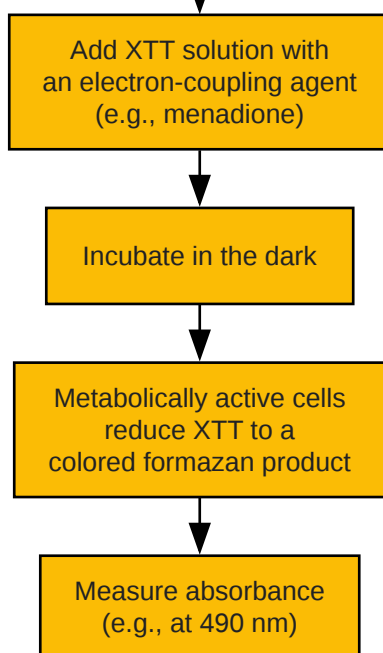 Add XTT solution with
an electron-coupling agent
(e.g., menadione)
Incubate in the dark
Metabolically active cells
reduce XTT to a
colored formazan product
Measure absorbance
(e.g., at 490 nm)